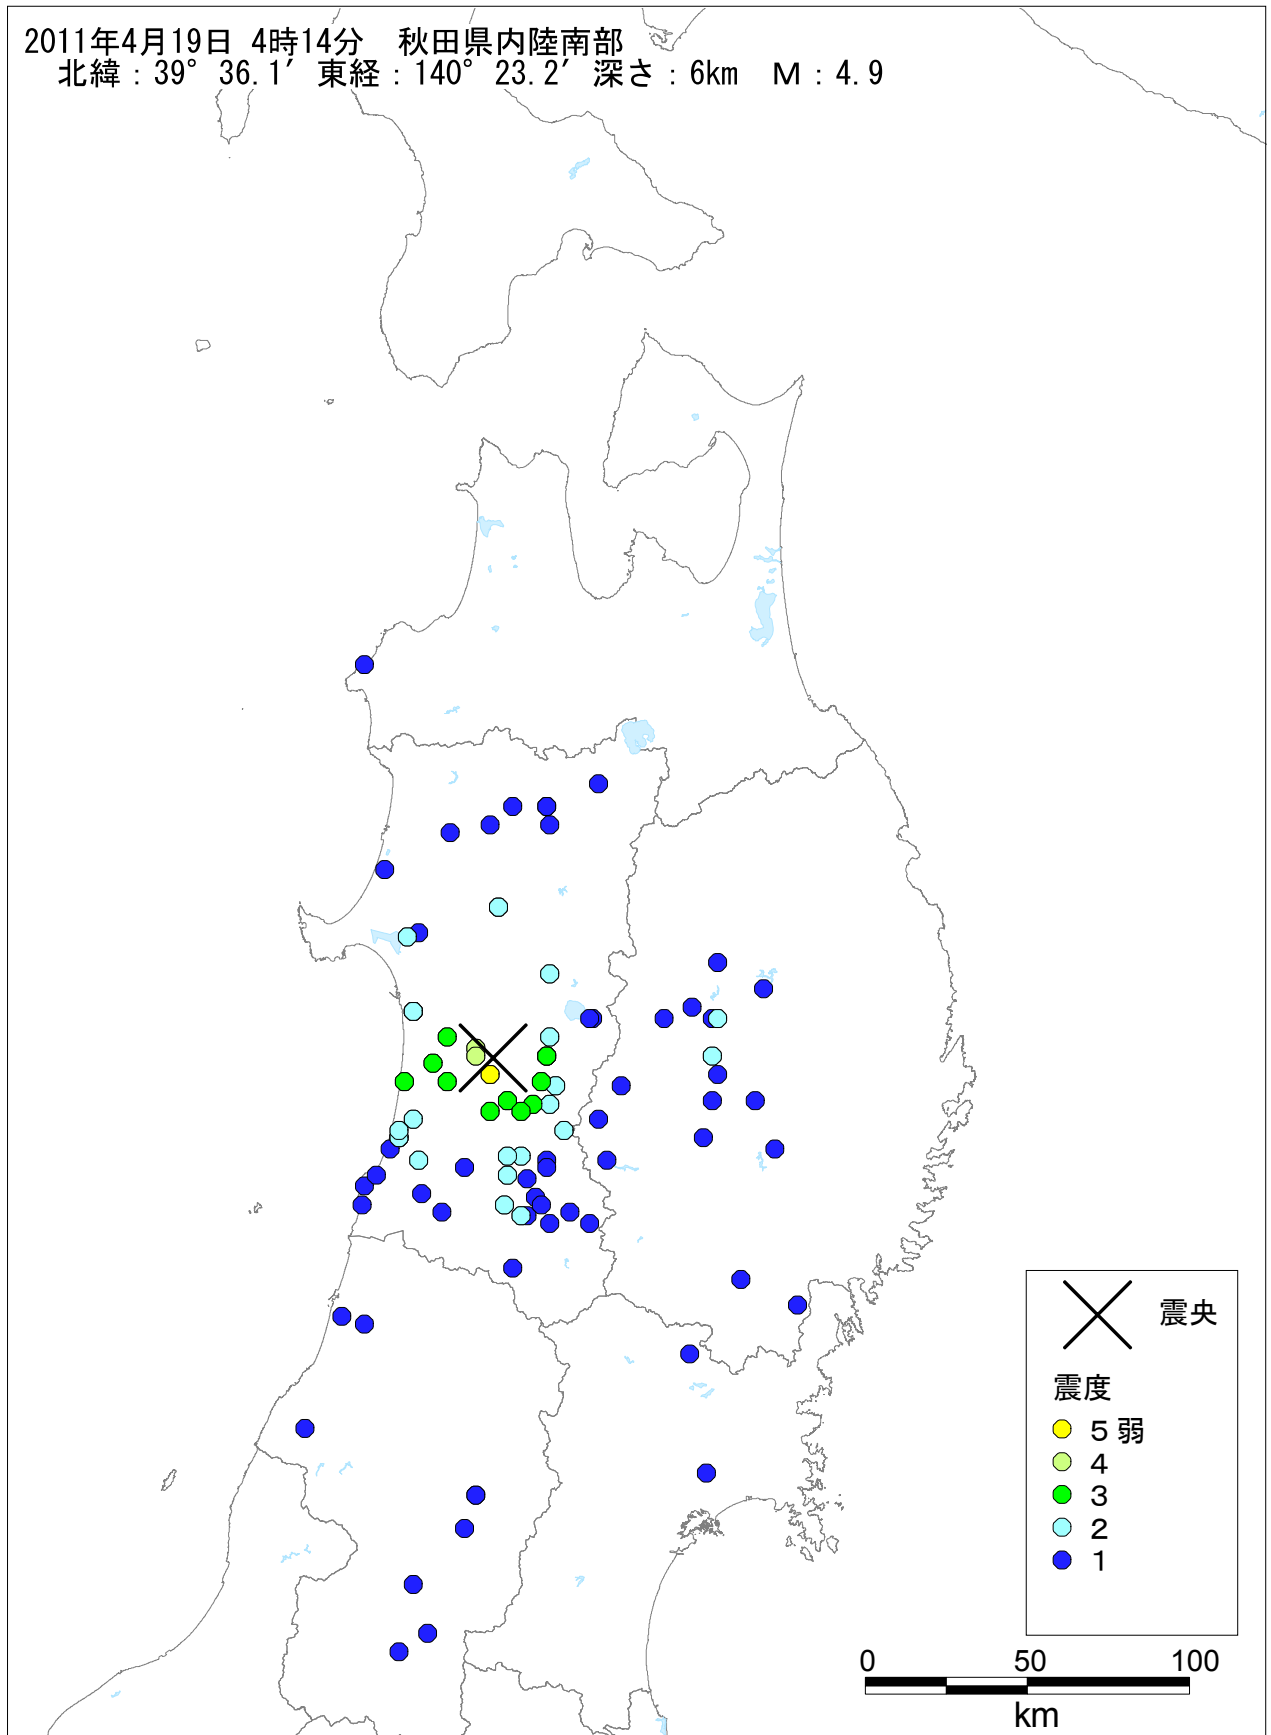 2011年4月19日 4時14分　秋田県内陸南部
北緯：39°36.1′ 東経：140°23.2′ 深さ：6km　Ｍ：4.9
震央
震度
５弱
４
３
２
１
0 50 100
km